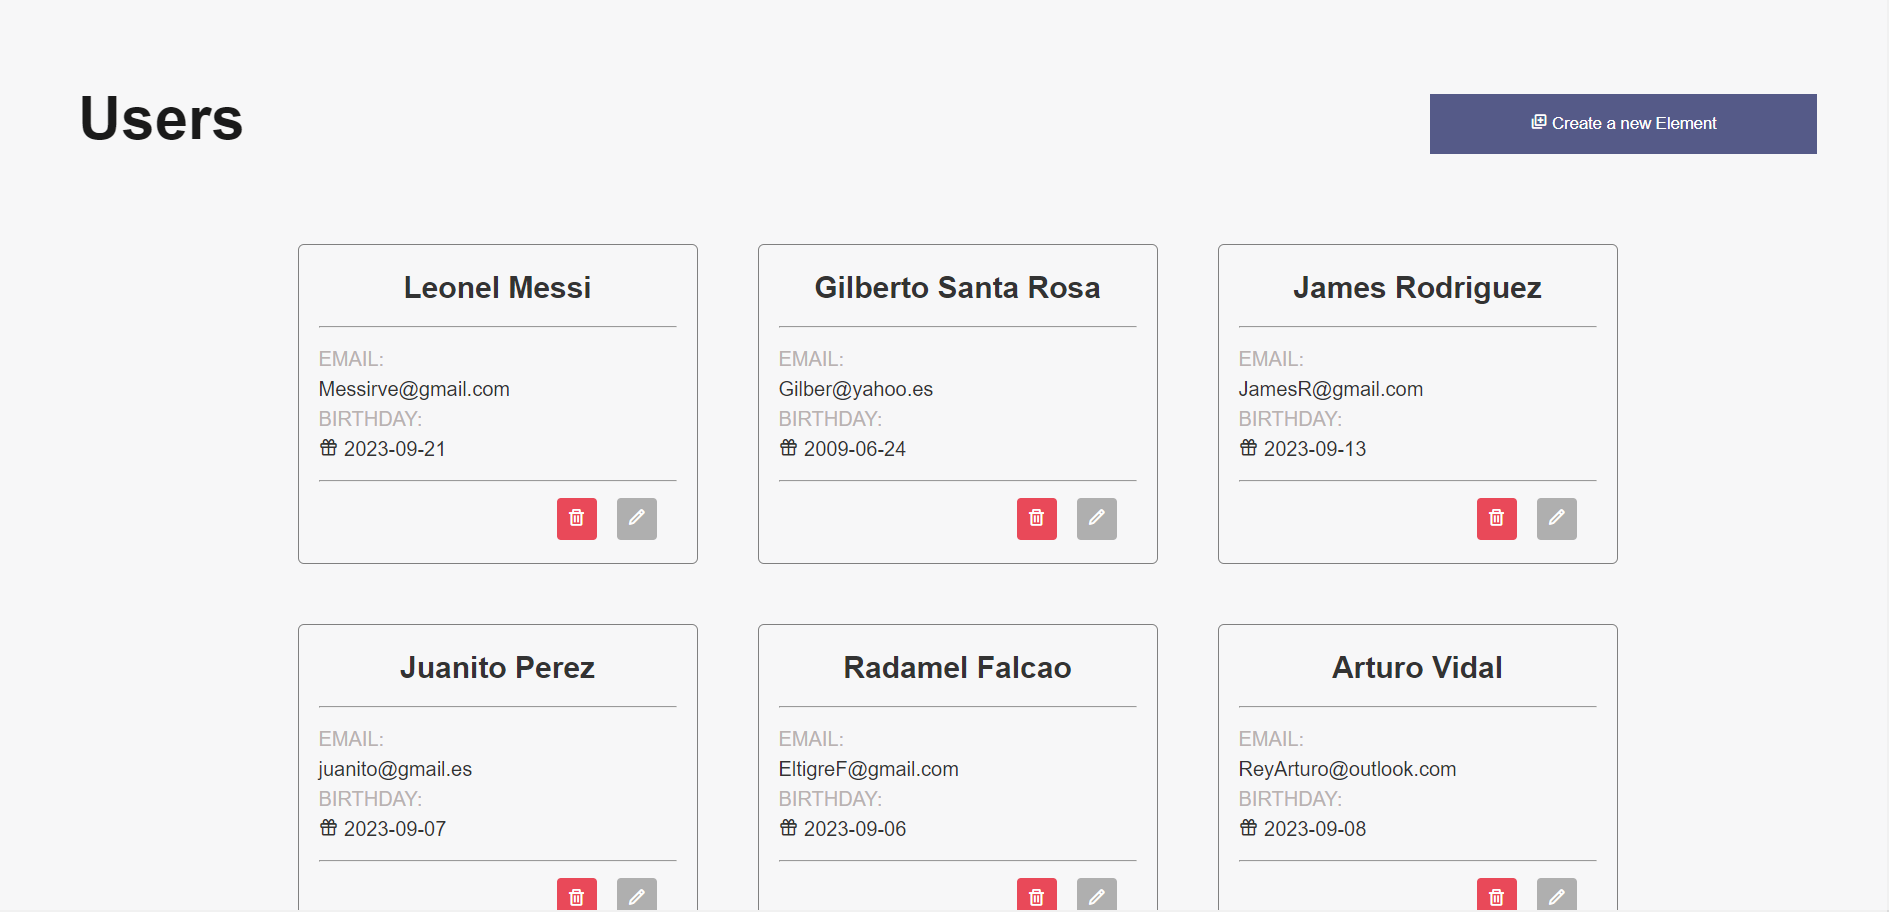 Users
Create a new Element
Leonel Messi
EMAIL:
Messirve@gmail.com
BIRTHDAY:
2023-09-21
Gilberto Santa Rosa
EMAIL:
Gilber@yahoo.es
BIRTHDAY:
2009-06-24
James Rodriguez
EMAIL:
JamesR@gmail.com
BIRTHDAY:
2023-09-13
Juanito Perez
EMAIL:
juanito@gmail.es
BIRTHDAY:
2023-09-07
Radamel Falcao
EMAIL:
EltigreF@gmail.com
BIRTHDAY:
2023-09-06
Arturo Vidal
EMAIL:
ReyArturo@outlook.com
BIRTHDAY:
2023-09-08